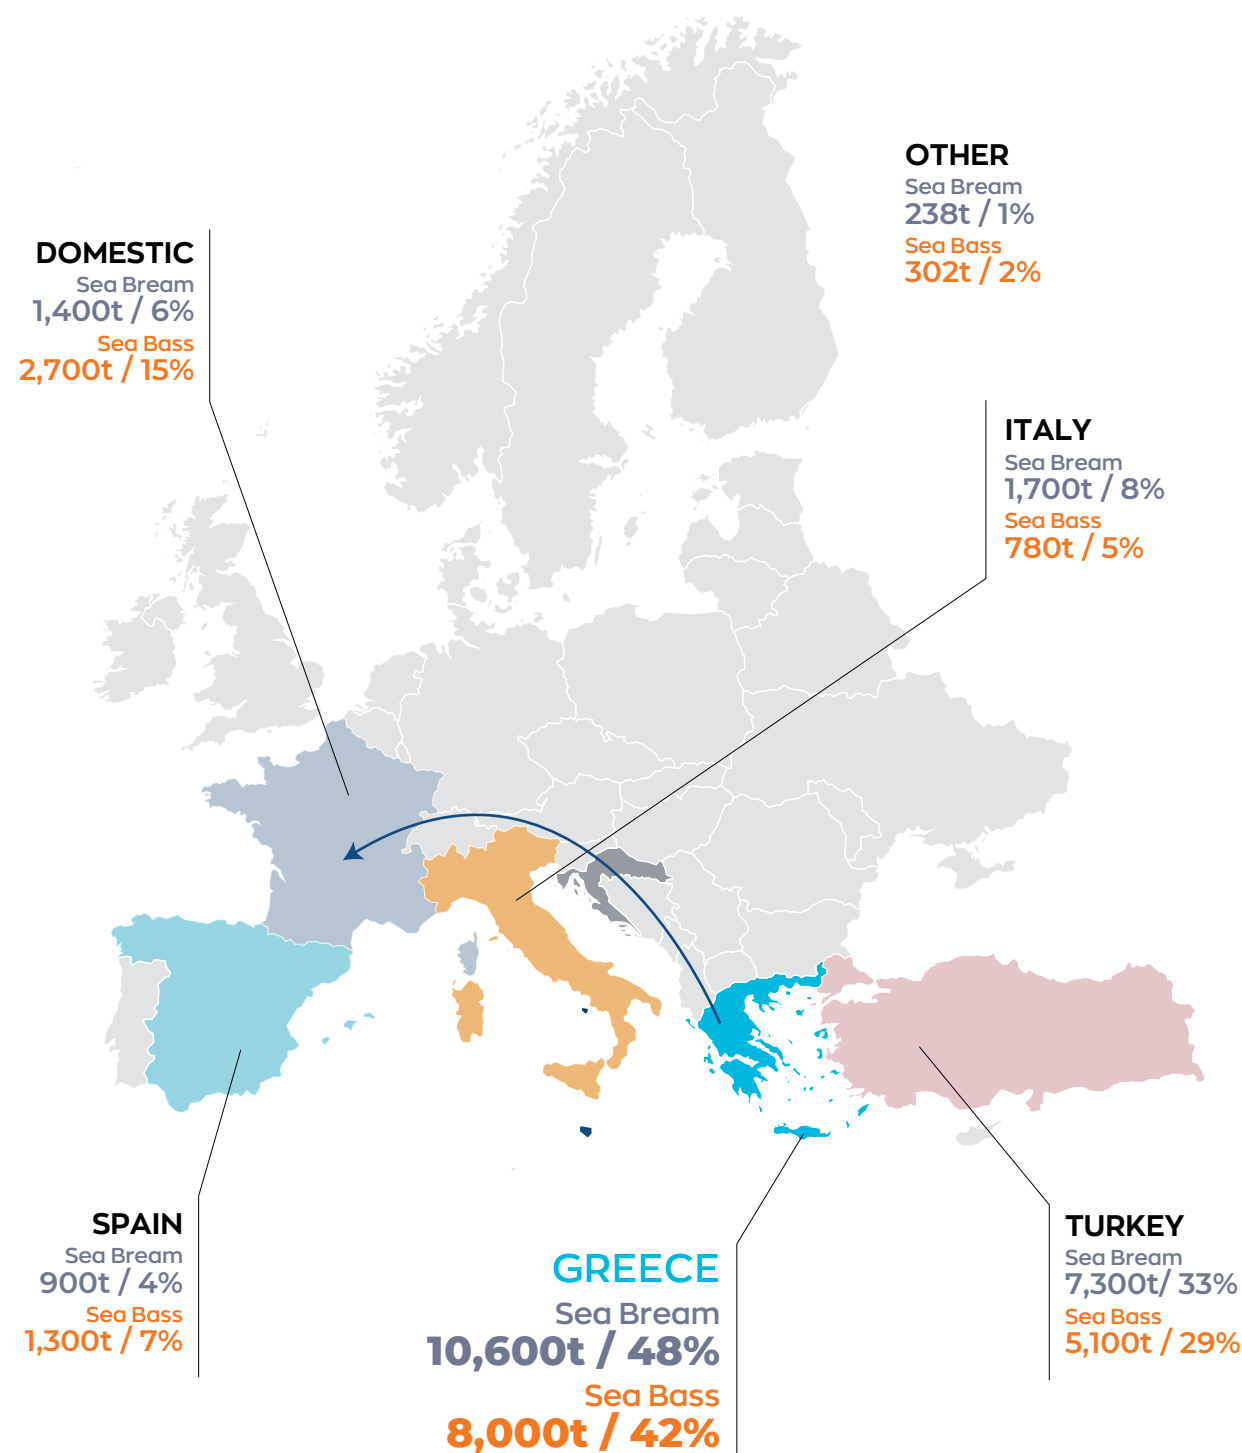 OTHER
Sea Bream
238t / 1%
Sea Bass
302t / 2%
DOMESTIC
Sea Bream
1,400t / 6%
Sea Bass
2,700t / 15%
ITALY
Sea Bream
1,700t / 8%
Sea Bass
780t / 5%
SPAIN
Sea Bream
900t / 4%
Sea Bass
1,300t / 7%
GREECE
Sea Bream
10,600t / 48%
Sea Bass
8,000t / 42%
TURKEY
Sea Bream
7,300t/ 33%
Sea Bass
5,100t / 29%